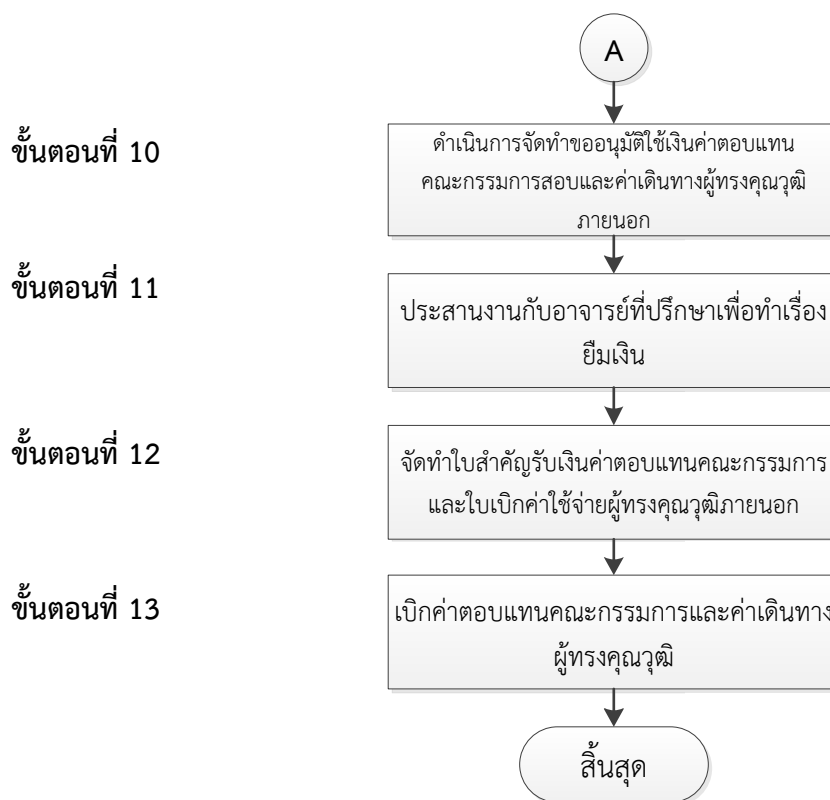 A
ขั้นตอนที่ 10
ดำเนินการจัดทำขออนุมัติใช้เงินค่าตอบแทน
คณะกรรมการสอบและค่าเดินทางผู้ทรงคุณวุฒิ
ภายนอก
ขั้นตอนที่ 11
ประสานงานกับอาจารย์ที่ปรึกษาเพื่อทำเรื่อง
ยืมเงิน
ขั้นตอนที่ 12
จัดทำใบสำคัญรับเงินค่าตอบแทนคณะกรรมการ
และใบเบิกค่าใช้จ่ายผู้ทรงคุณวุฒิภายนอก
ขั้นตอนที่ 13
เบิกค่าตอบแทนคณะกรรมการและค่าเดินทาง
ผู้ทรงคุณวุฒิ
สิ้นสุด